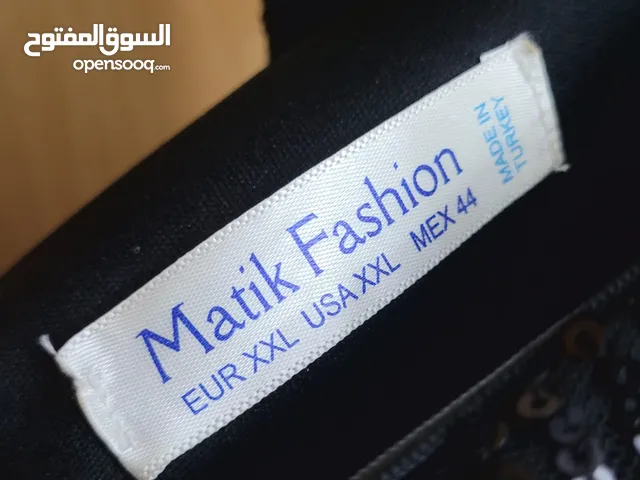 السوق المفتوح
opensooq.com
Matik Fashion
EUR XXL USA XXL MEX 44
MADE IN
TURKEY